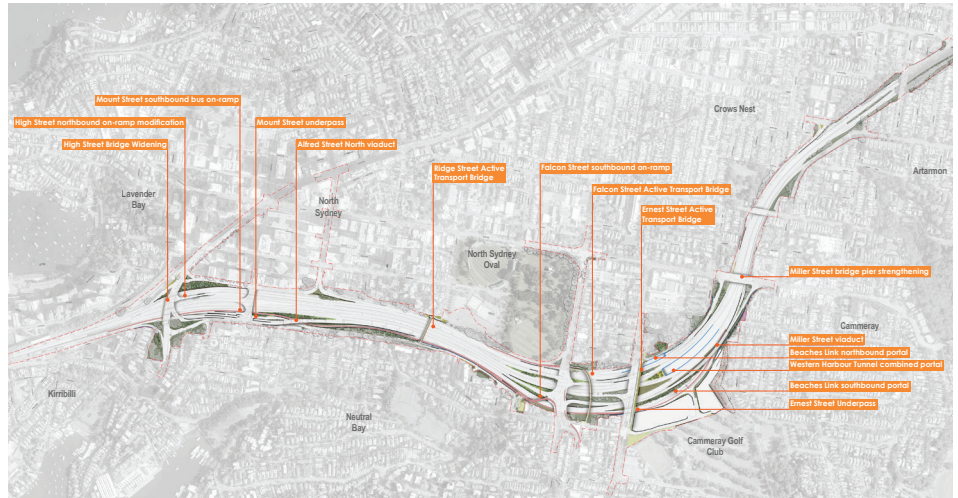 Mount Street southbound bus on-ramp
High Street northbound on-ramp modification
High Street Bridge Widening
Mount Street underpass
Alfred Street North viaduct
Ridge Street Active
Transport Bridge
Falcon Street southbound on-ramp
Falcon Street Active Transport Bridge
Ernest Street Active
Transport Bridge
Crows Nest
Artarmon
Lavender
Bay
North
Sydney
North Sydney
Oval
Miller Street bridge pier strengthening
Cammeray
Miller Street viaduct
Beaches Link northbound portal
Western Harbour Tunnel combined portal
Beaches Link southbound portal
Ernest Street Underpass
Kirribilli
Neutral
Bay
Cammeray Golf
Club